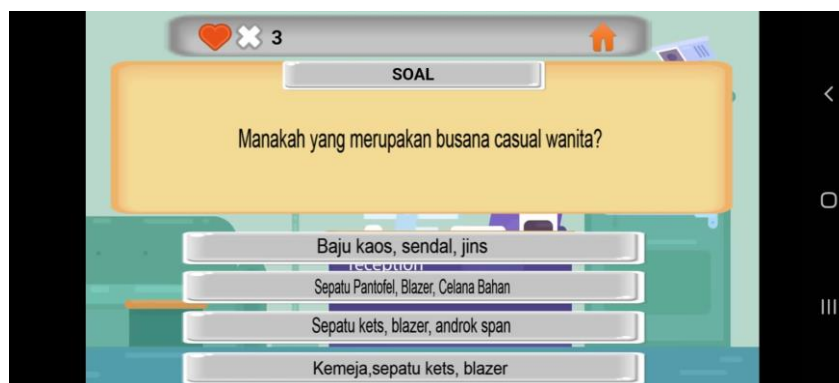 3
SOAL
Manakah yang merupakan busana casual wanita?
Baju kaos, sendal, jins
reception
Sepatu Pantofel, Blazer, Celana Bahan
Sepatu kets, blazer, androk span
Kemeja,sepatu kets, blazer